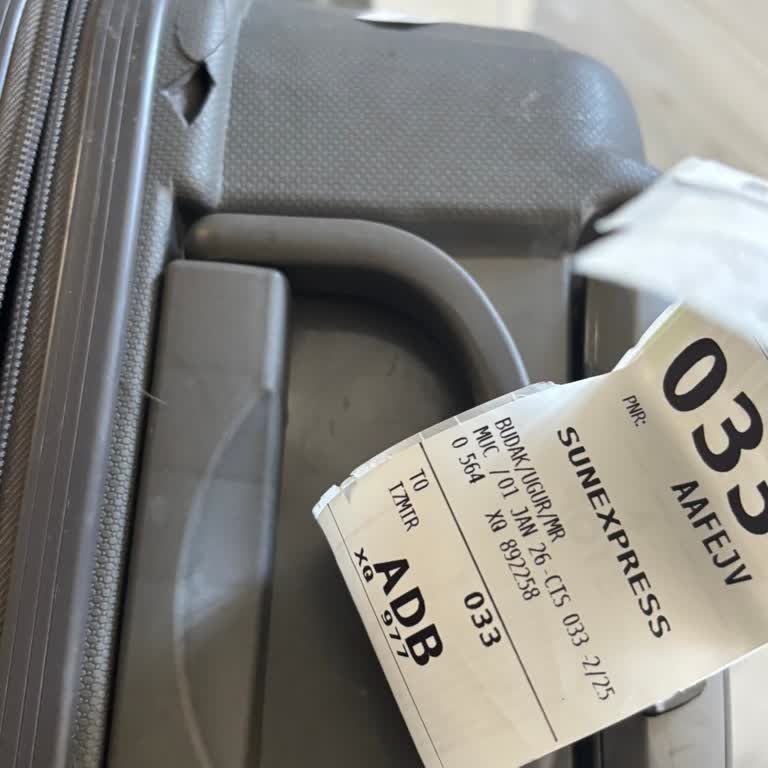 033
PNR:
AAFEJV
SUNEXPRESS
BUDAK/UGUR/MR
MUC /01 JAN 26-CIS 033 2/25
0 564 XQ 892258
033
TO
IZMIR
ADB
XQ 977